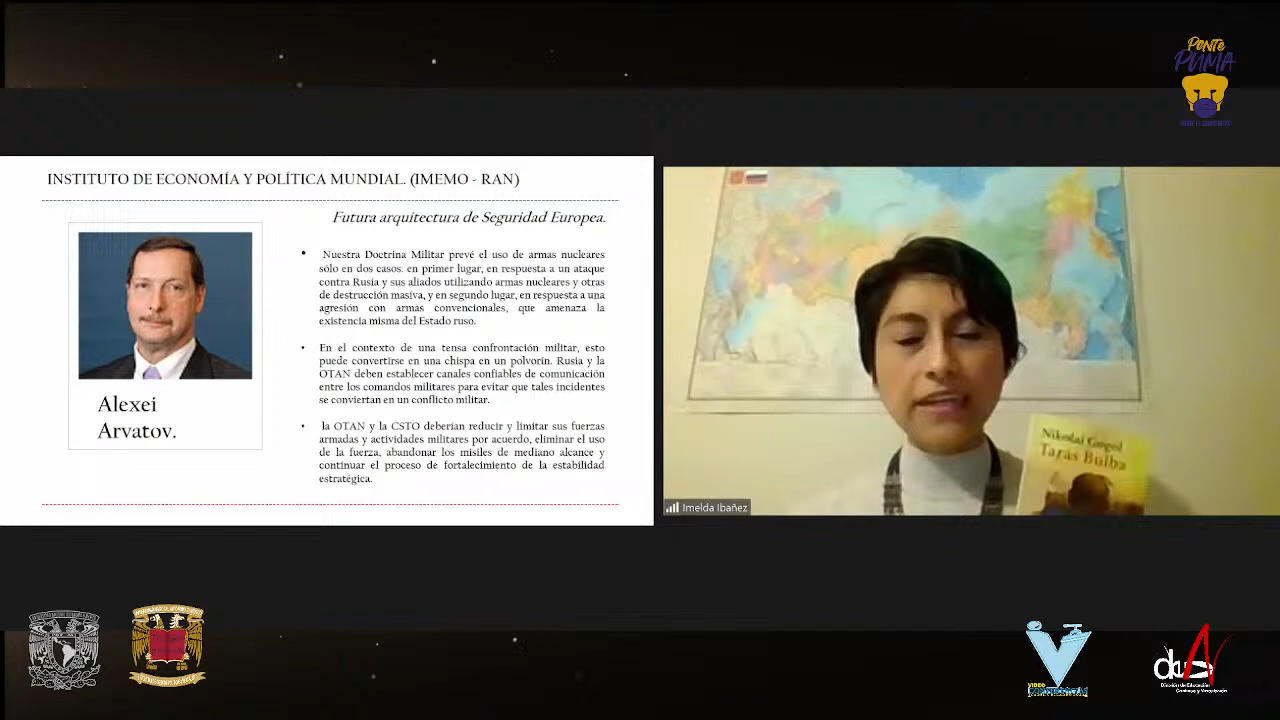 PONTE
PUMA
INSTITUTO DE ECONOMÍA Y POLÍTICA MUNDIAL. (IMEMO - RAN)
Futura arquitectura de Seguridad Europea.
• Nuestra Doctrina Militar prevé el uso de armas nucleares
sólo en dos casos: en primer lugar, en respuesta a un ataque
contra Rusia y sus aliados utilizando armas nucleares y otras
de destrucción masiva, y en segundo lugar, en respuesta a una
agresión con armas convencionales, que amenaza la
existencia misma del Estado ruso.
• En el contexto de una tensa confrontación militar, esto
puede convertirse en una chispa en un polvorín. Rusia y la
OTAN deben establecer canales confiables de comunicación
entre los comandos militares para evitar que tales incidentes
se conviertan en un conflicto militar.
• la OTAN y la CSTO deberían reducir y limitar sus fuerzas
armadas y actividades militares por acuerdo, eliminar el uso
de la fuerza, abandonar los misiles de mediano alcance y
continuar el proceso de fortalecimiento de la estabilidad
estratégica.
Alexei
Arvatov.
Nikolai Gogol
Taras Bulba
Imelda Ibañez
VIDEO
CONFERENCIAS
Dirección de Educación
Continua y Vinculación